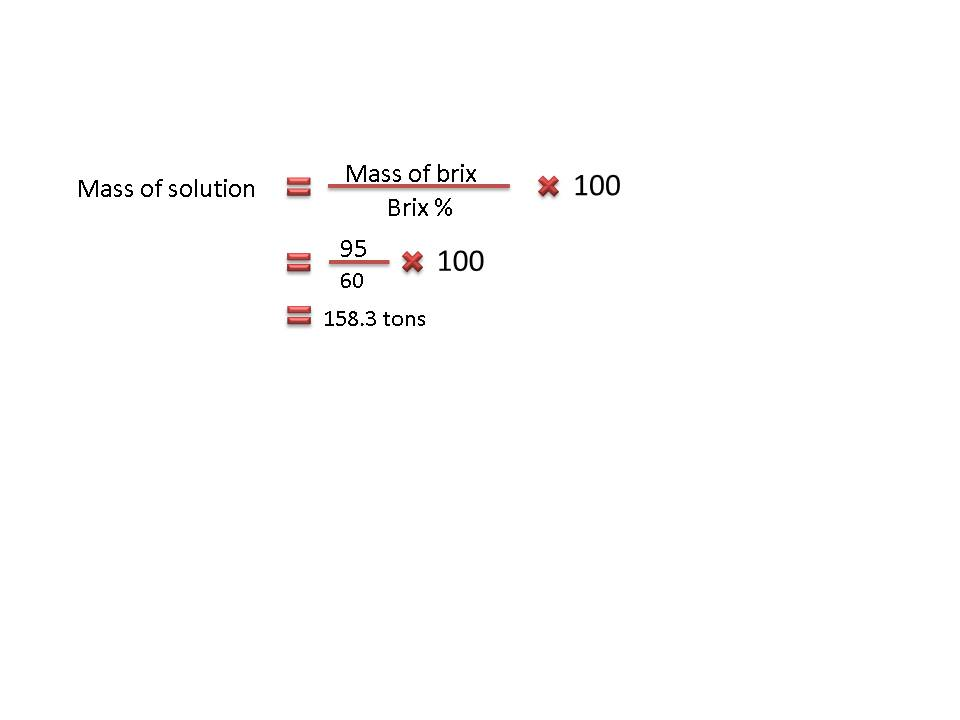 Mass of solution = Mass of brix × 100
Brix %
= 95 × 100
60
= 158.3 tons